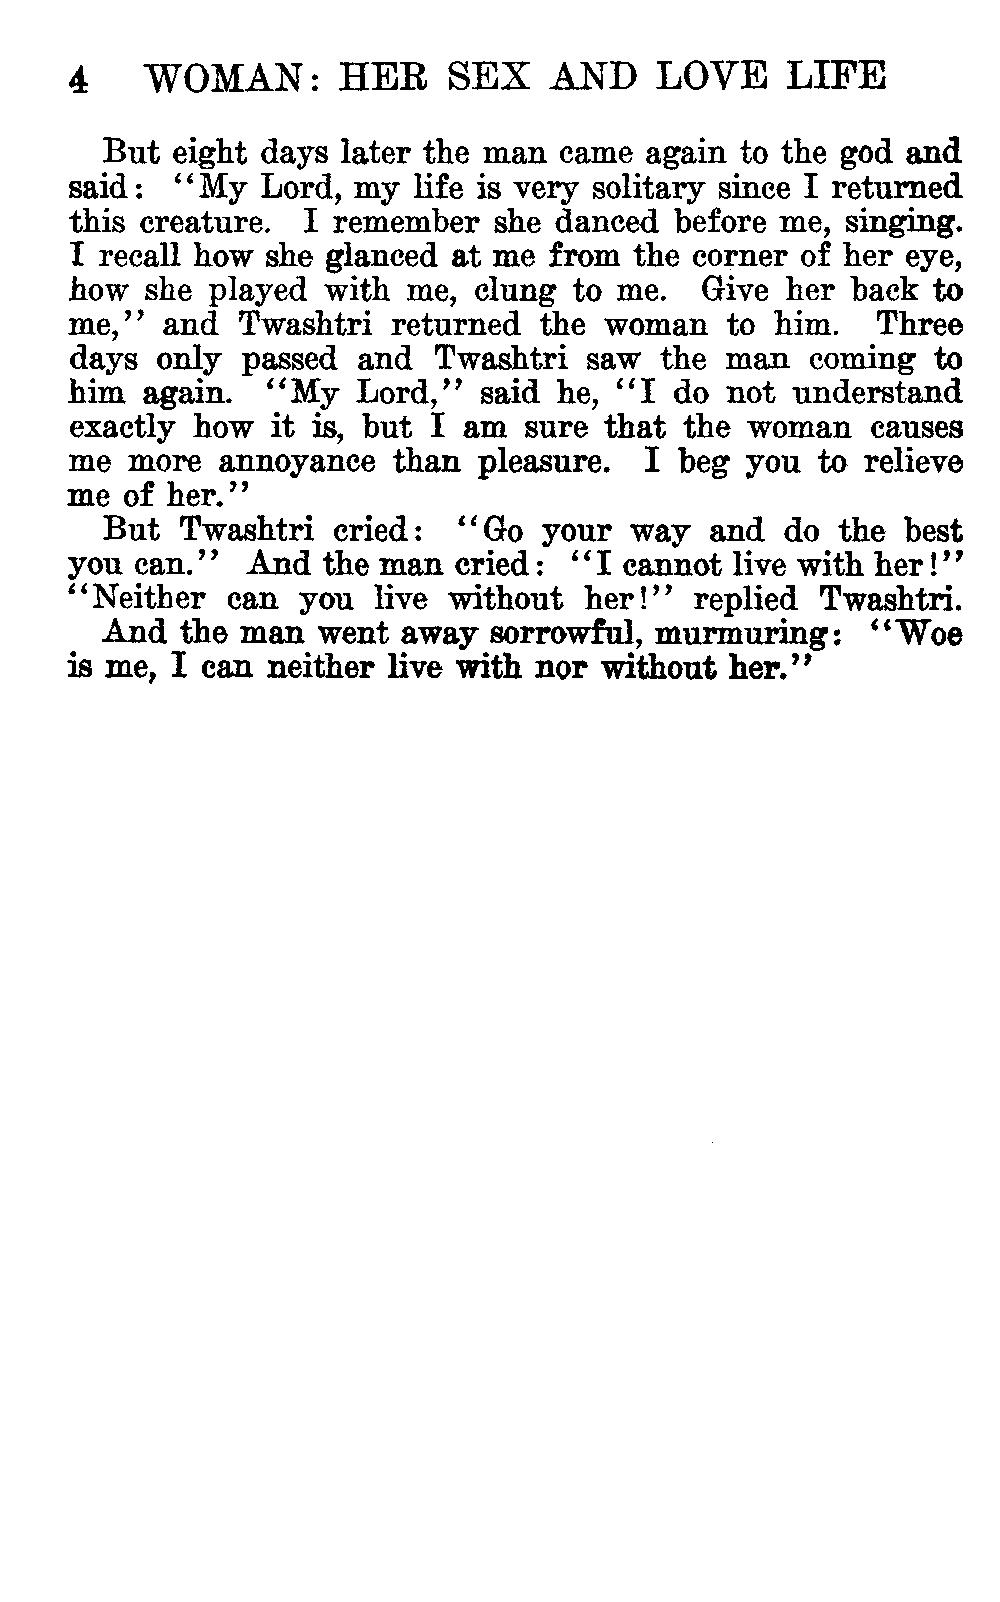 4 WOMAN: HER SEX AND LOVE LIFE
But eight days later the man came again to the god and
said: "My Lord, my life is very solitary since I returned
this creature. I remember she danced before me, singing.
I recall how she glanced at me from the corner of her eye,
how she played with me, clung to me. Give her back to
me," and Twashtri returned the woman to him. Three
days only passed and Twashtri saw the man coming to
him again. "My Lord," said he, "I do not understand
exactly how it is, but I am sure that the woman causes
me more annoyance than pleasure. I beg you to relieve
me of her."
But Twashtri cried: "Go your way and do the best
you can." And the man cried: "I cannot live with her!"
"Neither can you live without her!" replied Twashtri.
And the man went away sorrowful, murmuring: "Woe
is me, I can neither live with nor without her."